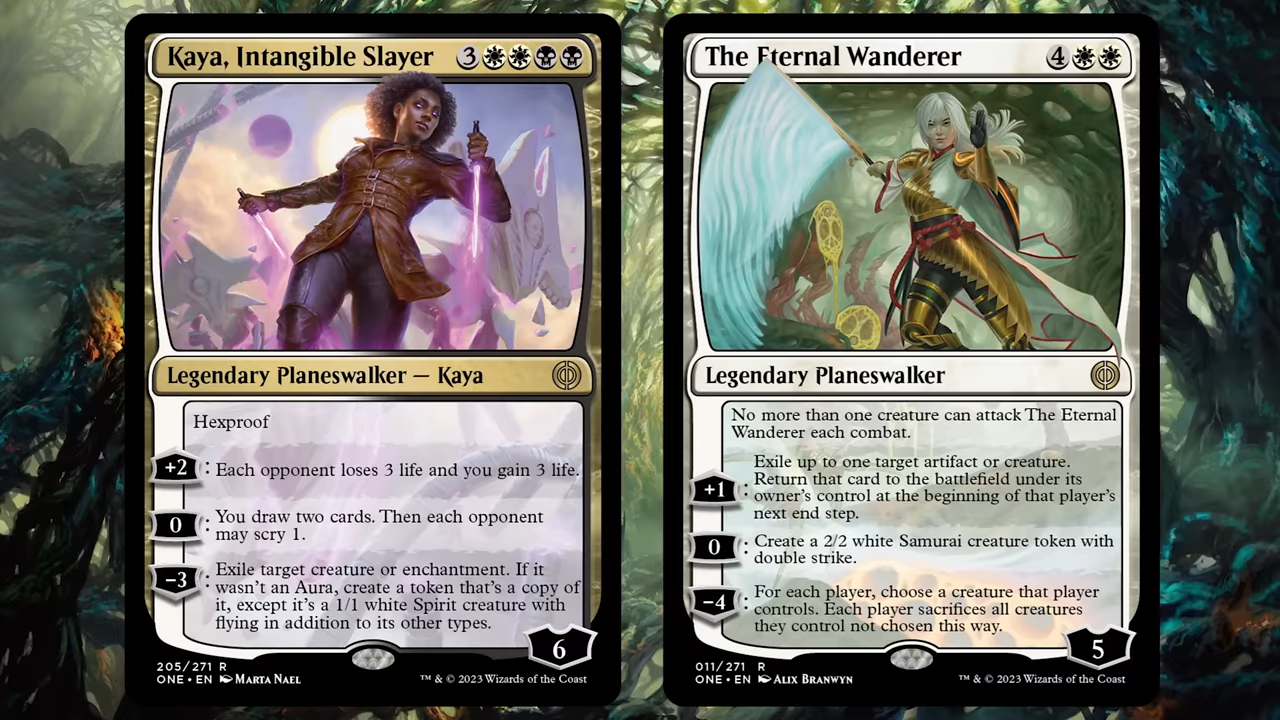 Kaya, Intangible Slayer 3
Legendary Planeswalker — Kaya
Hexproof
+2 : Each opponent loses 3 life and you gain 3 life.
0 : You draw two cards. Then each opponent
may scry 1.
−3 : Exile target creature or enchantment. If it
wasn't an Aura, create a token that's a copy of
it, except it's a 1/1 white Spirit creature with
flying in addition to its other types.
6
205/271 R
ONE • EN Marta Nael
™ & © 2023 Wizards of the Coast
The Eternal Wanderer 4
Legendary Planeswalker
No more than one creature can attack The Eternal
Wanderer each combat.
+1 : Exile up to one target artifact or creature.
Return that card to the battlefield under its
owner's control at the beginning of that player's
next end step.
0 : Create a 2/2 white Samurai creature token with
double strike.
−4 : For each player, choose a creature that player
controls. Each player sacrifices all creatures
they control not chosen this way.
5
011/271 R
ONE • EN Alix Branwyn
™ & © 2023 Wizards of the Coast